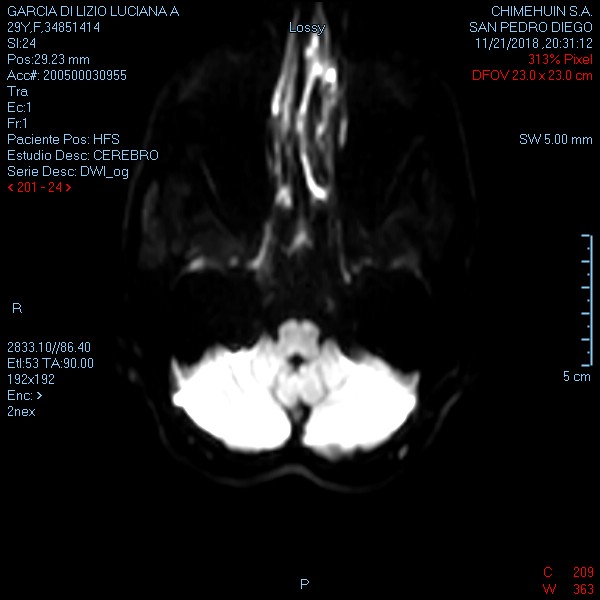 GARCIA DI LIZIO LUCIANA A
29Y,F,34851414
Sl:24
Pos:29.23 mm
Acc#: 200500030955
Tra
Ec:1
Fr:1
Paciente Pos: HFS
Estudio Desc: CEREBRO
Serie Desc: DWI_og
< 201 - 24 >
Lossy
CHIMEHUIN S.A.
SAN PEDRO DIEGO
11/21/2018 ,20:31:12
313% Pixel
DFOV 23.0 x 23.0 cm
SW 5.00 mm
R
2833.10//86.40
Etl:53 TA:90.00
192x192
Enc: >
2nex
5 cm
P
C 209
W 363